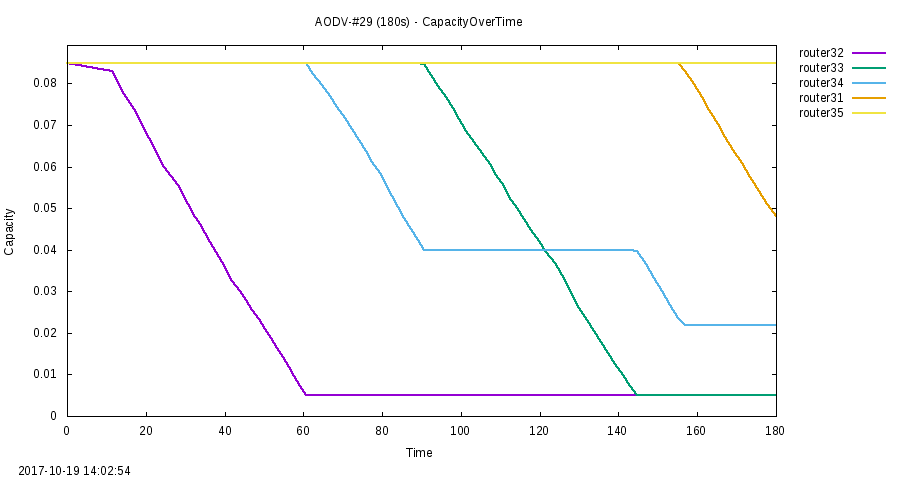 AODV-#29 (180s) - CapacityOverTime
router32
router33
router34
router31
router35
0.08
0.07
0.06
0.05
0.04
0.03
0.02
0.01
0
Capacity
0 20 40 60 80 100 120 140 160 180
Time
2017-10-19 14:02:54